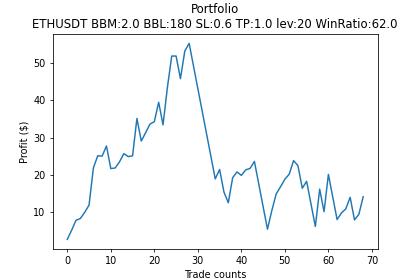 Portfolio
ETHUSDT BBM:2.0 BBL:180 SL:0.6 TP:1.0 lev:20 WinRatio:62.0
Profit ($)
50
40
30
20
10
0 10 20 30 40 50 60 70
Trade counts